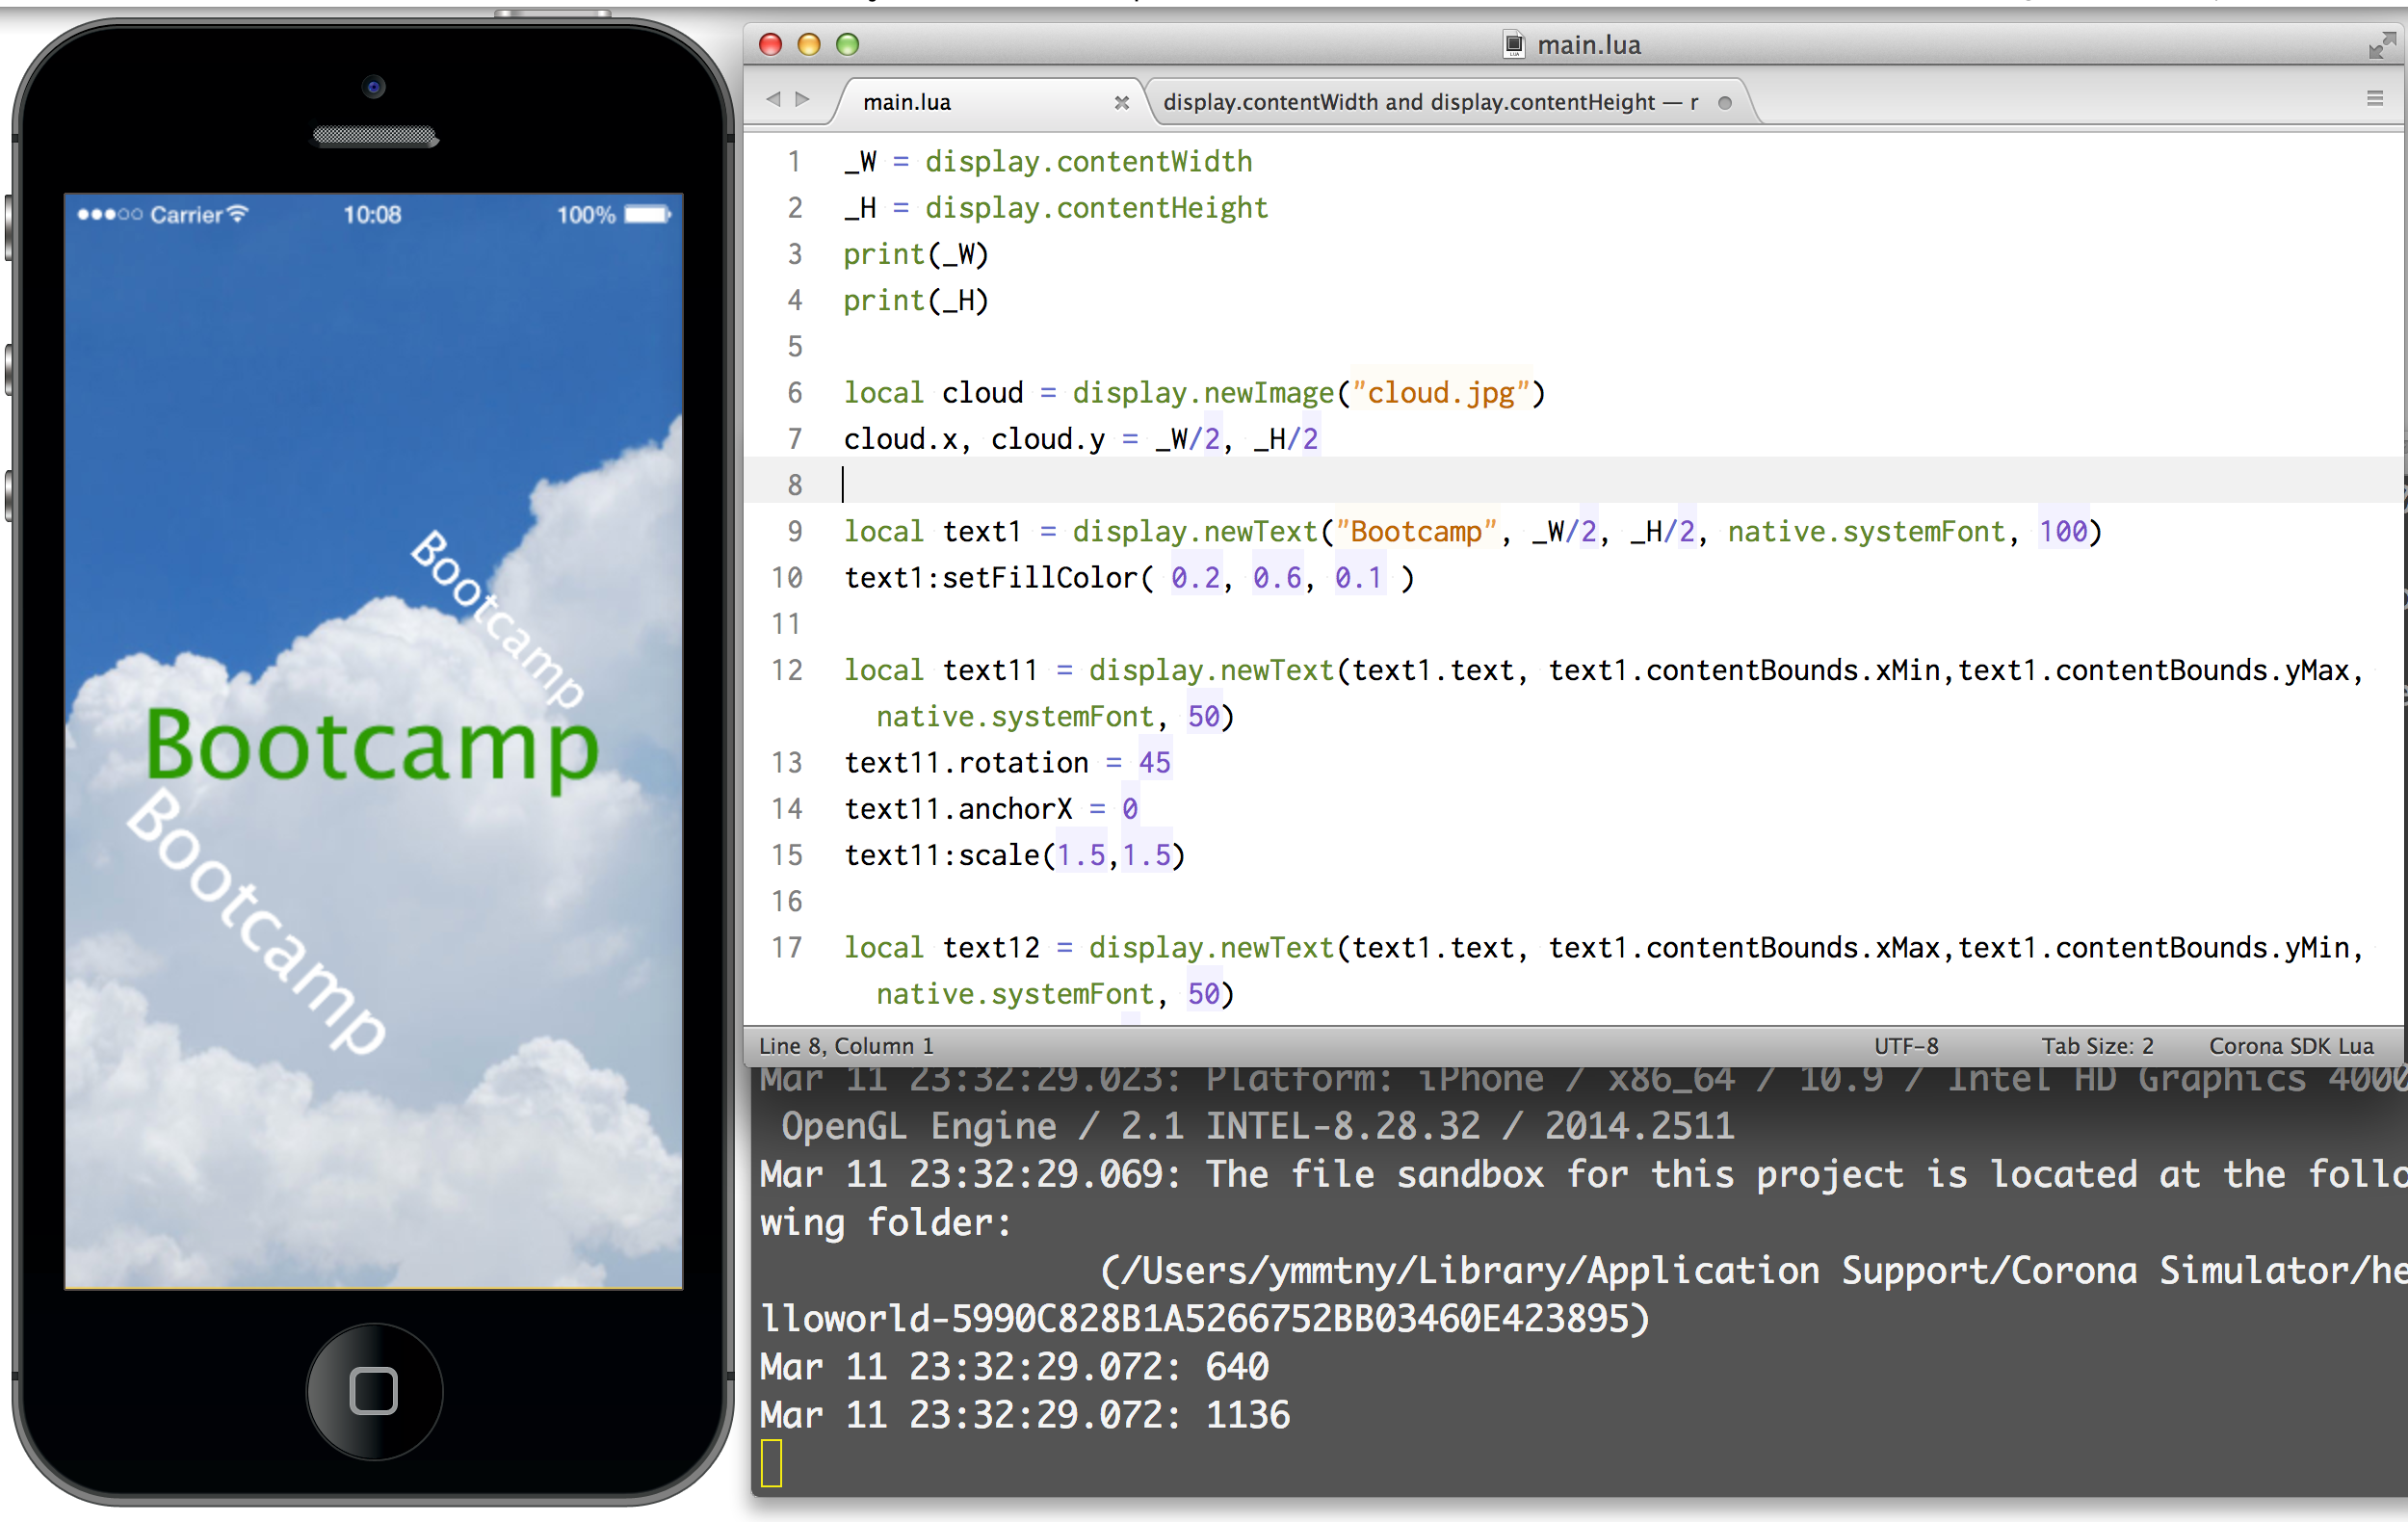 Carrier 10:08 100%
Bootcamp
Bootcamp
Bootcamp
main.lua
main.lua
display.contentWidth and display.contentHeight — r
1 _W = display.contentWidth
2 _H = display.contentHeight
3 print(_W)
4 print(_H)
5
6 local cloud = display.newImage("cloud.jpg")
7 cloud.x, cloud.y = _W/2, _H/2
8
9 local text1 = display.newText("Bootcamp", _W/2, _H/2, native.systemFont, 100)
10 text1:setFillColor( 0.2, 0.6, 0.1 )
11
12 local text11 = display.newText(text1.text, text1.contentBounds.xMin,text1.contentBounds.yMax,
native.systemFont, 50)
13 text11.rotation = 45
14 text11.anchorX = 0
15 text11:scale(1.5,1.5)
16
17 local text12 = display.newText(text1.text, text1.contentBounds.xMax,text1.contentBounds.yMin,
native.systemFont, 50)
Line 8, Column 1 UTF-8 Tab Size: 2 Corona SDK Lua
Mar 11 23:32:29.023: Platform: iPhone / x86_64 / 10.9 / Intel HD Graphics 4000
OpenGL Engine / 2.1 INTEL-8.28.32 / 2014.2511
Mar 11 23:32:29.069: The file sandbox for this project is located at the follo
wing folder:
(/Users/ymmtny/Library/Application Support/Corona Simulator/he
lloworld-5990C828B1A5266752BB03460E423895)
Mar 11 23:32:29.072: 640
Mar 11 23:32:29.072: 1136